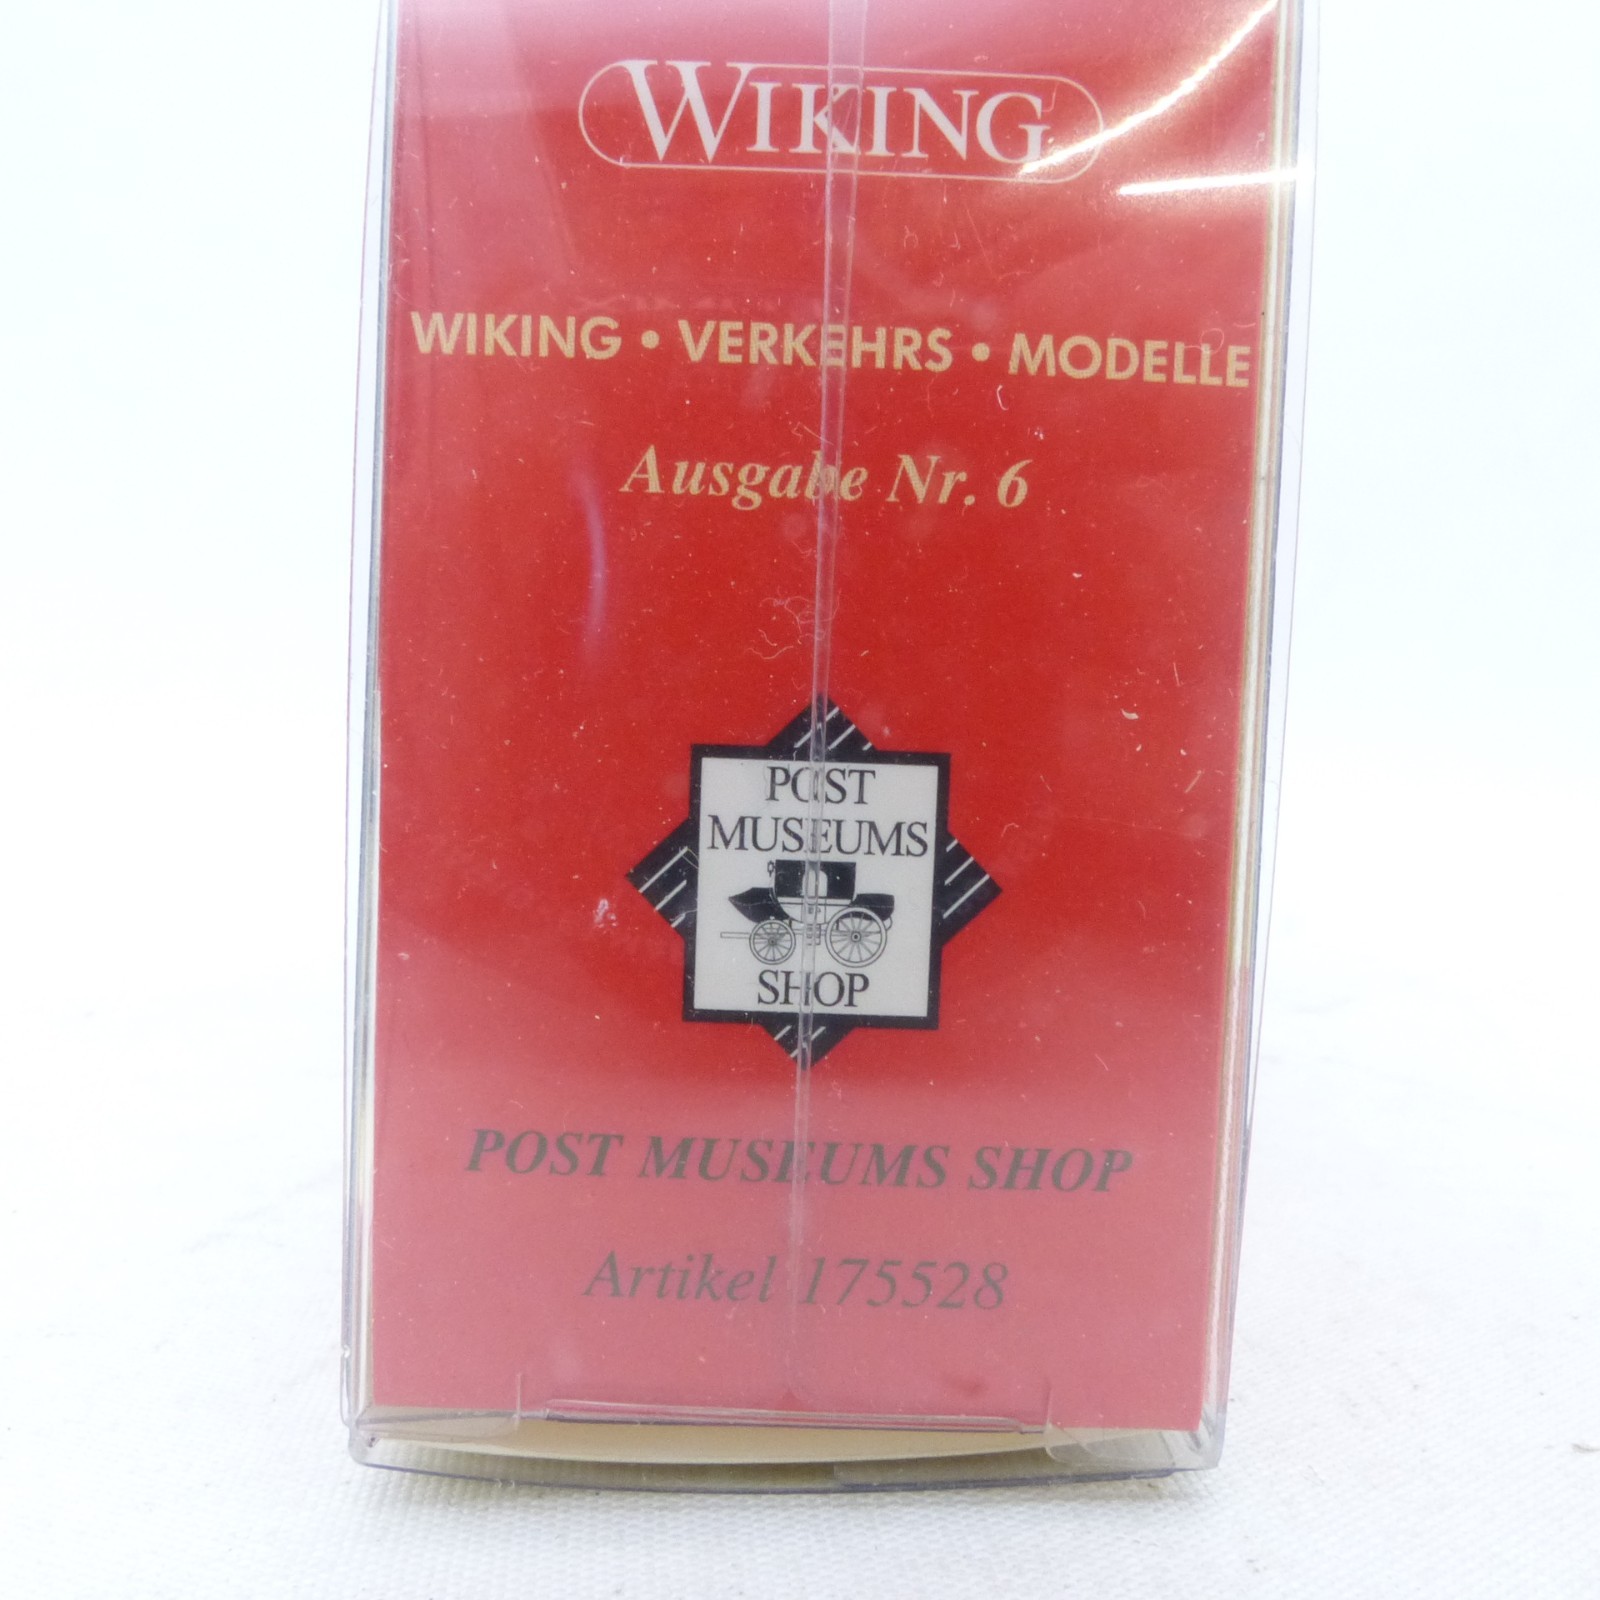 WIKING
WIKING • VERKEHRS • MODELLE
Ausgabe Nr. 6
POST
MUSEUMS
SHOP
POST MUSEUMS SHOP
Artikel 175528